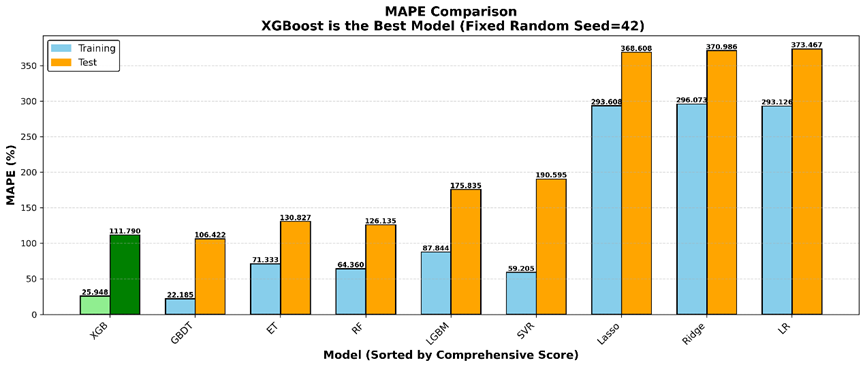 MAPE Comparison
XGBoost is the Best Model (Fixed Random Seed=42)
Training
Test
MAPE (%)
350
300
250
200
150
100
50
0
25.948
111.790
22.185
106.422
71.333
130.827
64.360
126.135
87.844
175.835
59.205
190.595
293.608
368.608
296.073
370.986
293.126
373.467
XGB
GBDT
ET
RF
LGBM
SVR
Lasso
Ridge
LR
Model (Sorted by Comprehensive Score)